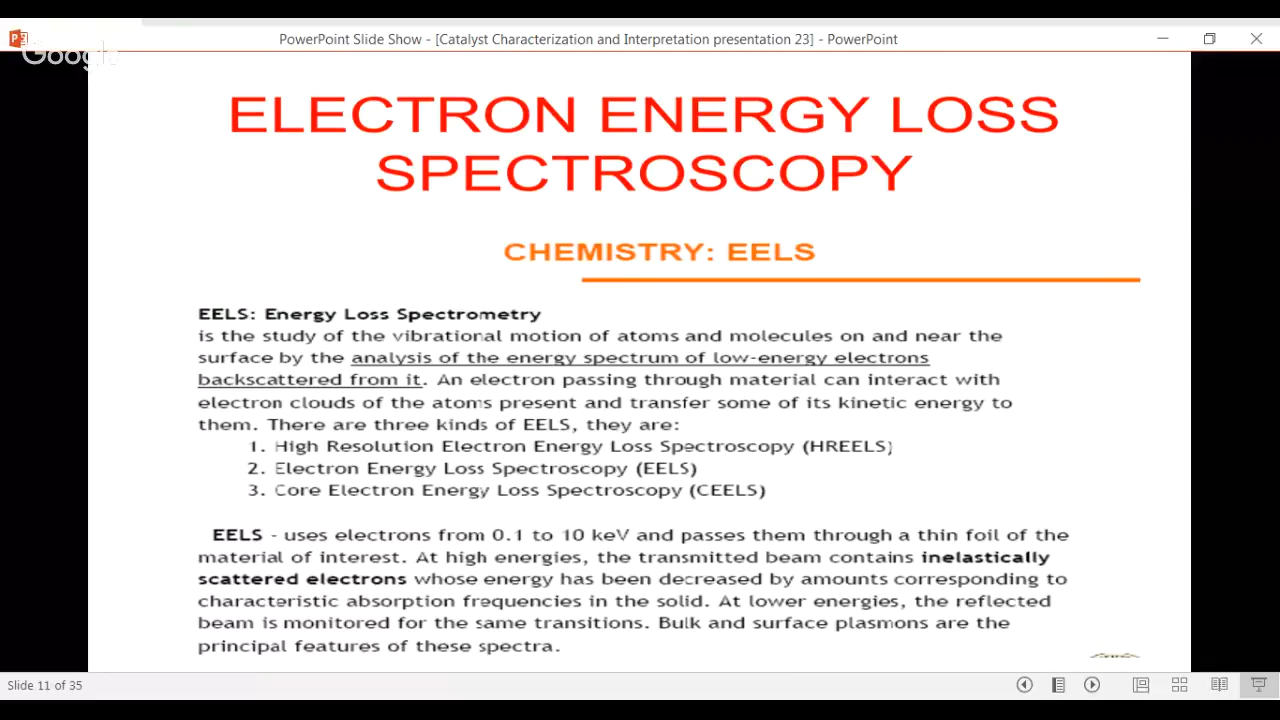 PowerPoint Slide Show - [Catalyst Characterization and Interpretation presentation 23] - PowerPoint
Google
ELECTRON ENERGY LOSS
SPECTROSCOPY
CHEMISTRY: EELS
EELS: Energy Loss Spectrometry
is the study of the vibrational motion of atoms and molecules on and near the
surface by the analysis of the energy spectrum of low-energy electrons
backscattered from it. An electron passing through material can interact with
electron clouds of the atoms present and transfer some of its kinetic energy to
them. There are three kinds of EELS, they are:
1. High Resolution Electron Energy Loss Spectroscopy (HREELS)
2. Electron Energy Loss Spectroscopy (EELS)
3. Core Electron Energy Loss Spectroscopy (CEELS)
EELS - uses electrons from 0.1 to 10 keV and passes them through a thin foil of the
material of interest. At high energies, the transmitted beam contains inelastically
scattered electrons whose energy has been decreased by amounts corresponding to
characteristic absorption frequencies in the solid. At lower energies, the reflected
beam is monitored for the same transitions. Bulk and surface plasmons are the
principal features of these spectra.
Slide 11 of 35